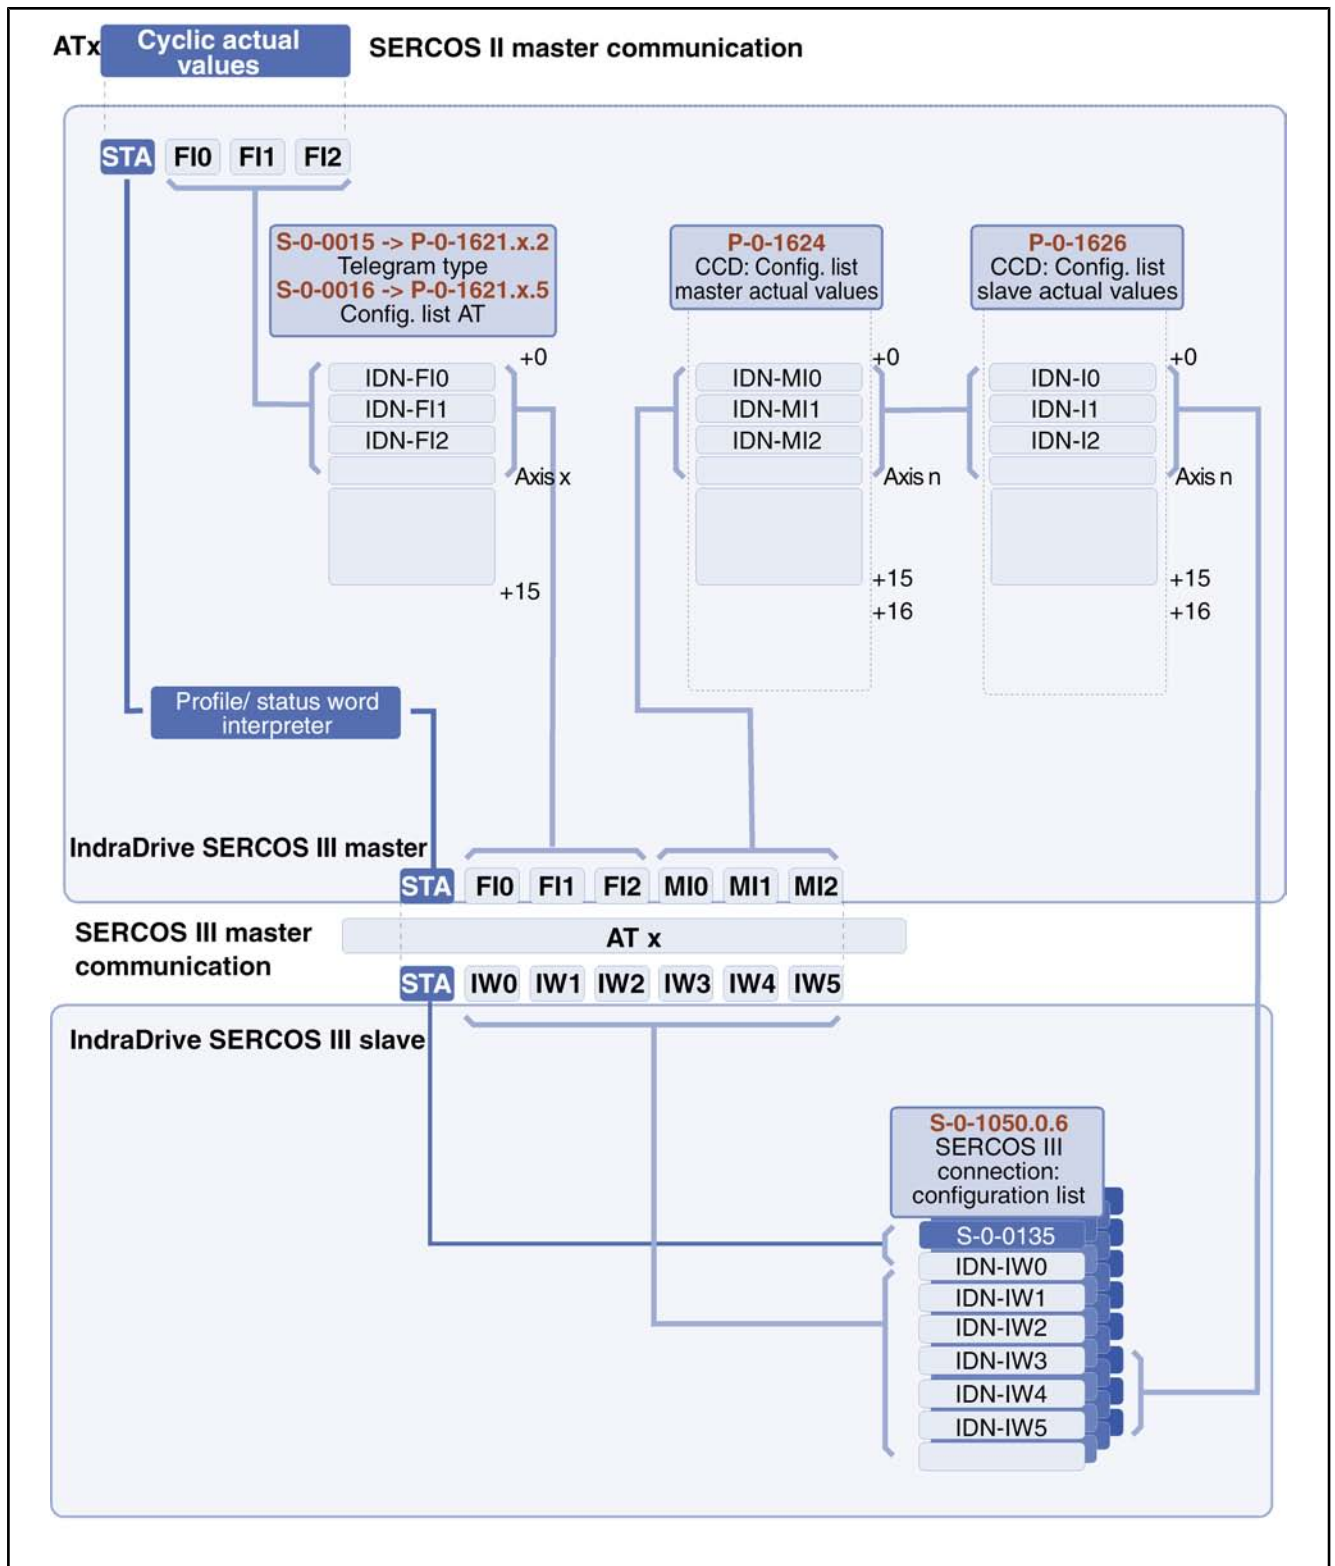 ATx
Cyclic actual
values
SERCOS II master communication
STA FI0 FI1 FI2
S-0-0015 -> P-0-1621.x.2
Telegram type
S-0-0016 -> P-0-1621.x.5
Config. list AT
P-0-1624
CCD: Config. list
master actual values
P-0-1626
CCD: Config. list
slave actual values
+0
IDN-FI0
IDN-FI1
IDN-FI2
Axis x
+15
+0
IDN-MI0
IDN-MI1
IDN-MI2
Axis n
+15
+16
+0
IDN-I0
IDN-I1
IDN-I2
Axis n
+15
+16
Profile/ status word
interpreter
IndraDrive SERCOS III master
STA FI0 FI1 FI2 MI0 MI1 MI2
SERCOS III master
communication
AT x
STA IW0 IW1 IW2 IW3 IW4 IW5
IndraDrive SERCOS III slave
S-0-1050.0.6
SERCOS III
connection:
configuration list
S-0-0135
IDN-IW0
IDN-IW1
IDN-IW2
IDN-IW3
IDN-IW4
IDN-IW5